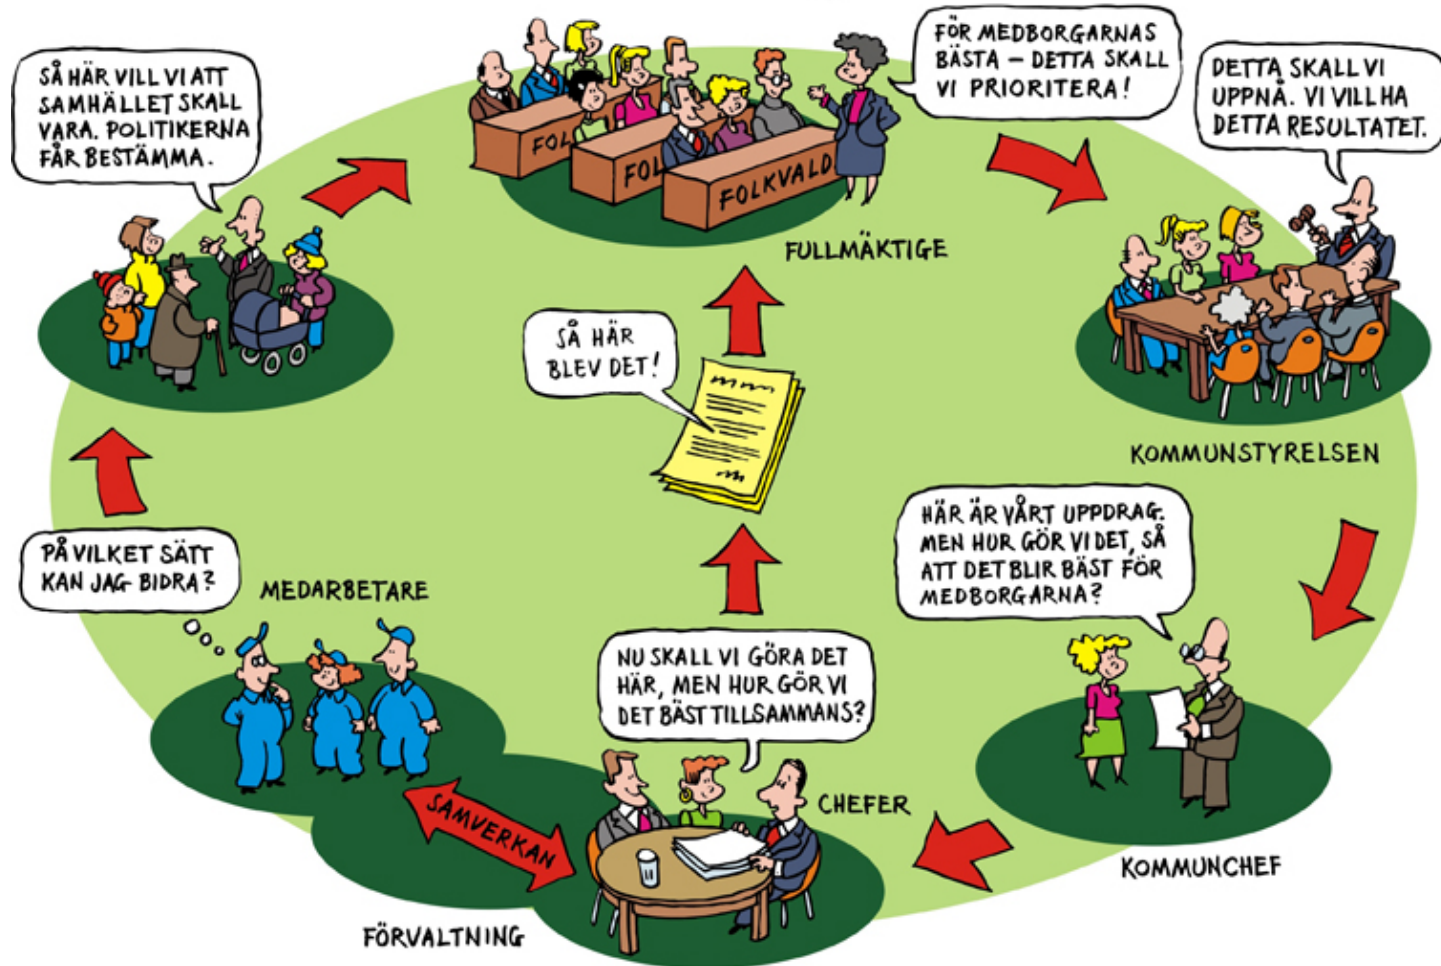 SÅ HÄR VILL VI ATT
SAMHÄLLET SKALL
VARA. POLITIKERNA
FÅR BESTÄMMA.
FÖR MEDBORGARNAS
BÄSTA – DETTA SKALL
VI PRIORITERA!
DETTA SKALL VI
UPPNÅ. VI VILL HA
DETTA RESULTATET.
FOL
FOL
FOLKVALD
FULLMÄKTIGE
SÅ HÄR
BLEV DET!
KOMMUNSTYRELSEN
HÄR ÄR VÅRT UPPDRAG.
MEN HUR GÖR VI DET, SÅ
ATT DET BLIR BÄST FÖR
MEDBORGARNA?
PÅ VILKET SÄTT
KAN JAG BIDRA?
MEDARBETARE
NU SKALL VI GÖRA DET
HÄR, MEN HUR GÖR VI
DET BÄST TILLSAMMANS?
CHEFER
SAMVERKAN
KOMMUNCHEF
FÖRVALTNING